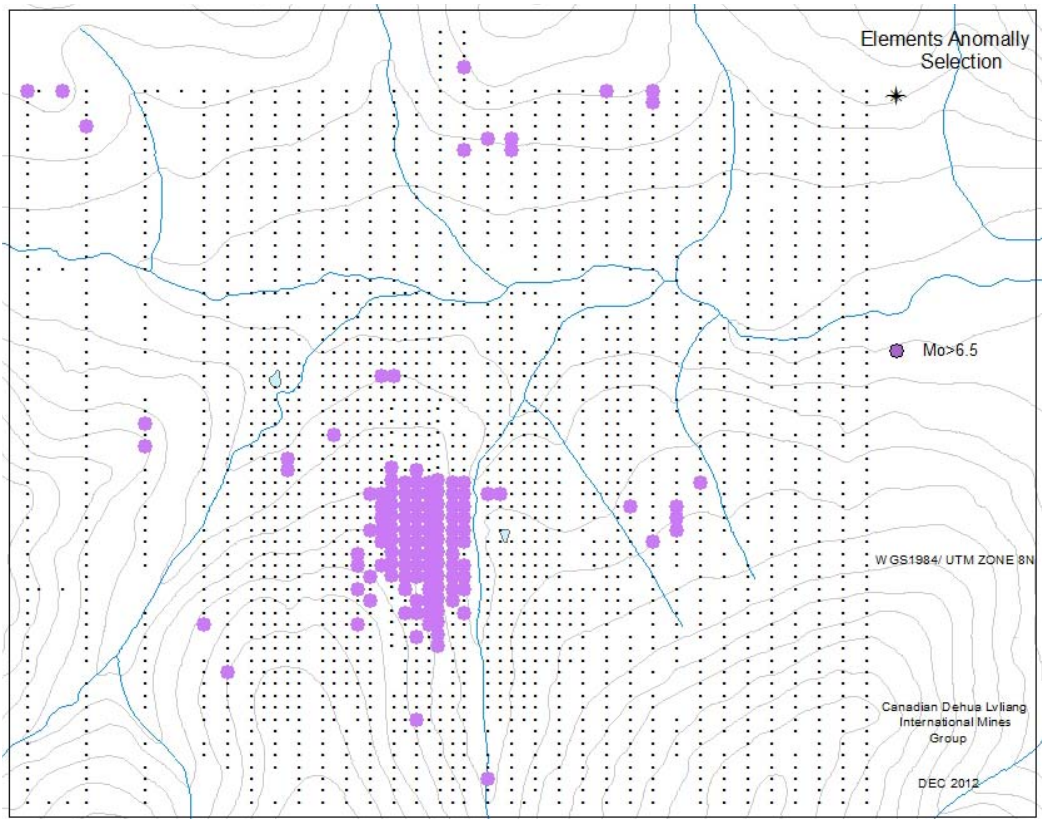 Elements Anomally
Selection
Mo>6.5
WGS1984/ UTM ZONE 8N
Canadian Dehua Lvliang
International Mines
Group
DEC 2012